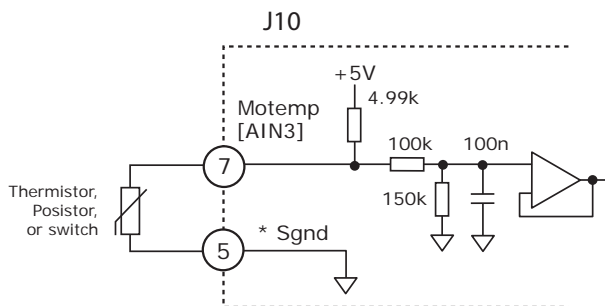 J10
+5V
4.99k
Motemp
[AIN3]
100k
100n
7
150k
Thermistor,
Posistor,
or switch
5
* Sgnd